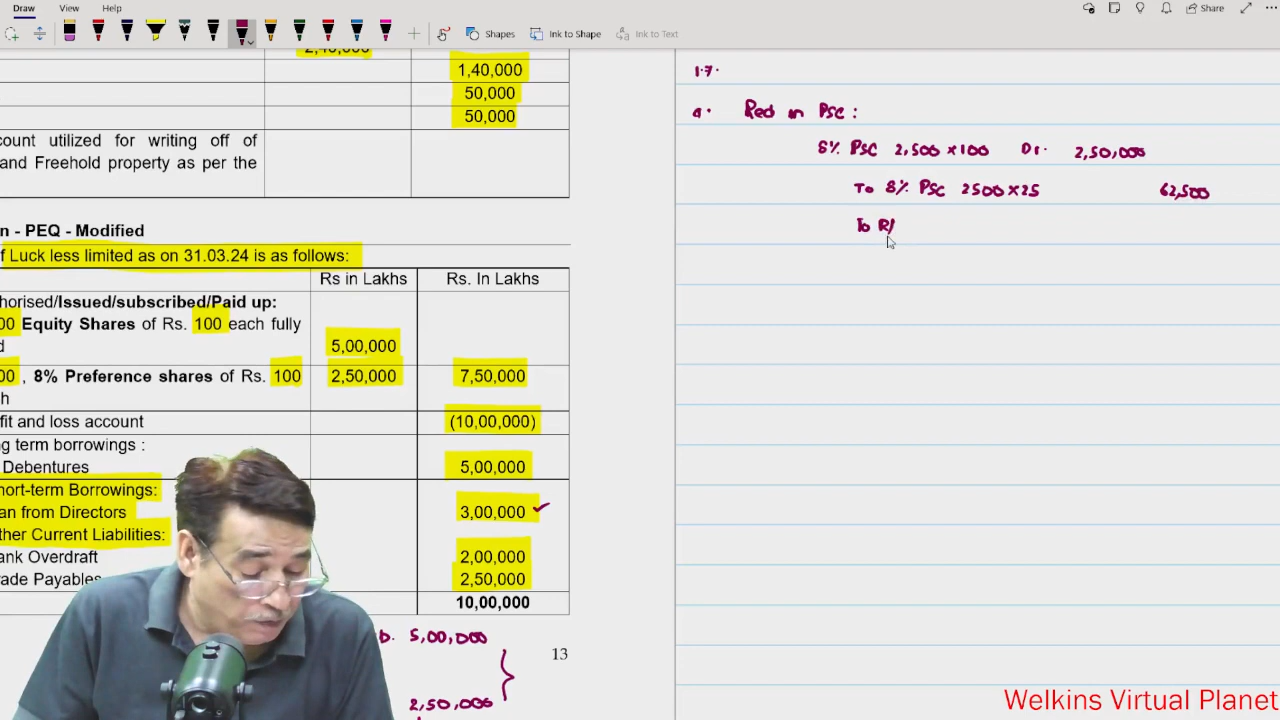 Draw View Help Share
Shapes Ink to Shape Ink to Text
1,40,000
50,000
50,000
count utilized for writing off of
and Freehold property as per the
n - PEQ - Modified
f Luck less limited as on 31.03.24 is as follows:
Rs in Lakhs Rs. In Lakhs
horised/Issued/subscribed/Paid up:
00 Equity Shares of Rs. 100 each fully
d 5,00,000
00 , 8% Preference shares of Rs. 100 2,50,000 7,50,000
h
fit and loss account (10,00,000)
ng term borrowings :
Debentures 5,00,000
hort-term Borrowings:
an from Directors 3,00,000
ther Current Liabilities:
ank Overdraft 2,00,000
rade Payables 2,50,000
10,00,000
D. 5,00,000
13
2,50,000
1.7.
a. Red in PSC :
8% PSC 2,500 × 100 Dr. 2,50,000
To 8% PSC 2500 × 25 62,500
To R/
Welkins Virtual Planet